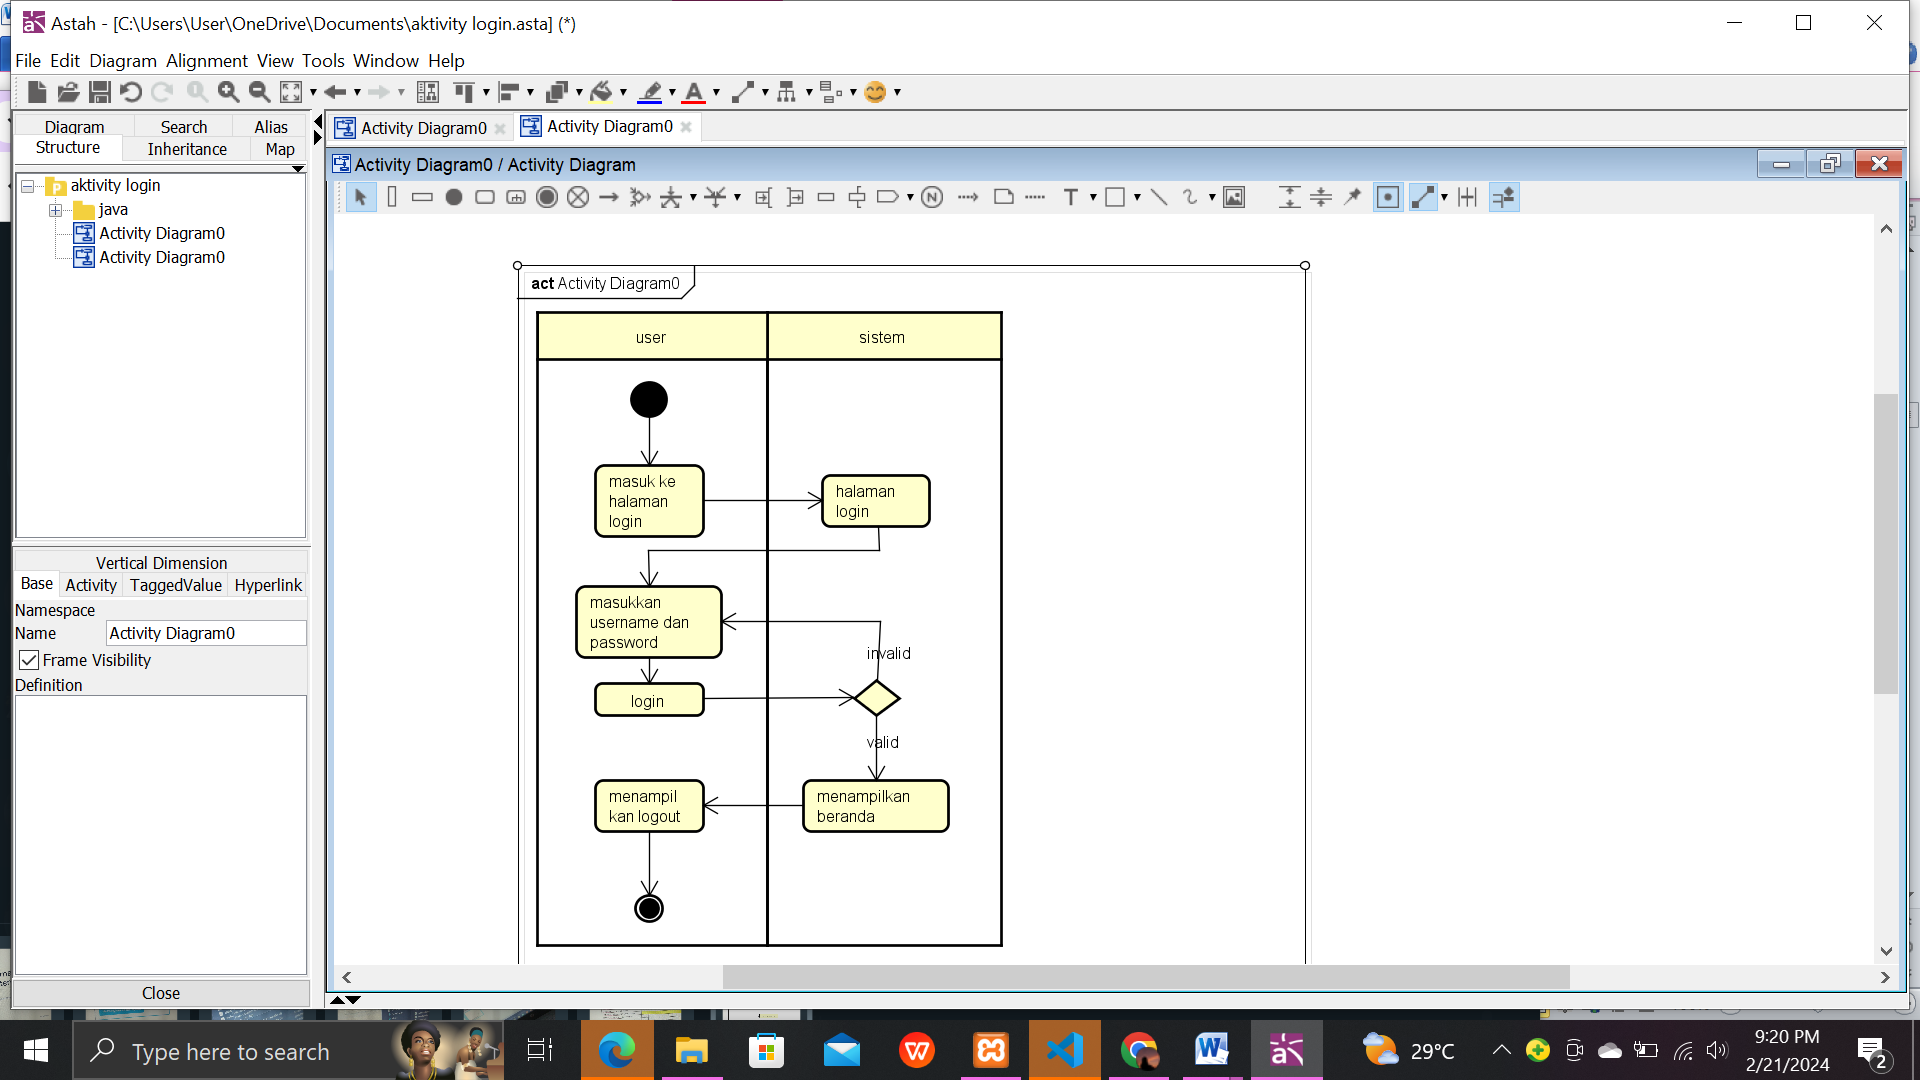 Astah - [C:\Users\User\OneDrive\Documents\aktivity login.asta] (*)
File Edit Diagram Alignment View Tools Window Help
Diagram Search Alias
Structure Inheritance Map
aktivity login
java
Activity Diagram0
Activity Diagram0
Vertical Dimension
Base Activity TaggedValue Hyperlink
Namespace
Name Activity Diagram0
Frame Visibility
Definition
Close
Activity Diagram0
Activity Diagram0
Activity Diagram0 / Activity Diagram
act Activity Diagram0
user
sistem
masuk ke
halaman
login
halaman
login
masukkan
username dan
password
invalid
login
valid
menampil
kan logout
menampilkan
beranda
Type here to search
29°C
9:20 PM
2/21/2024
2